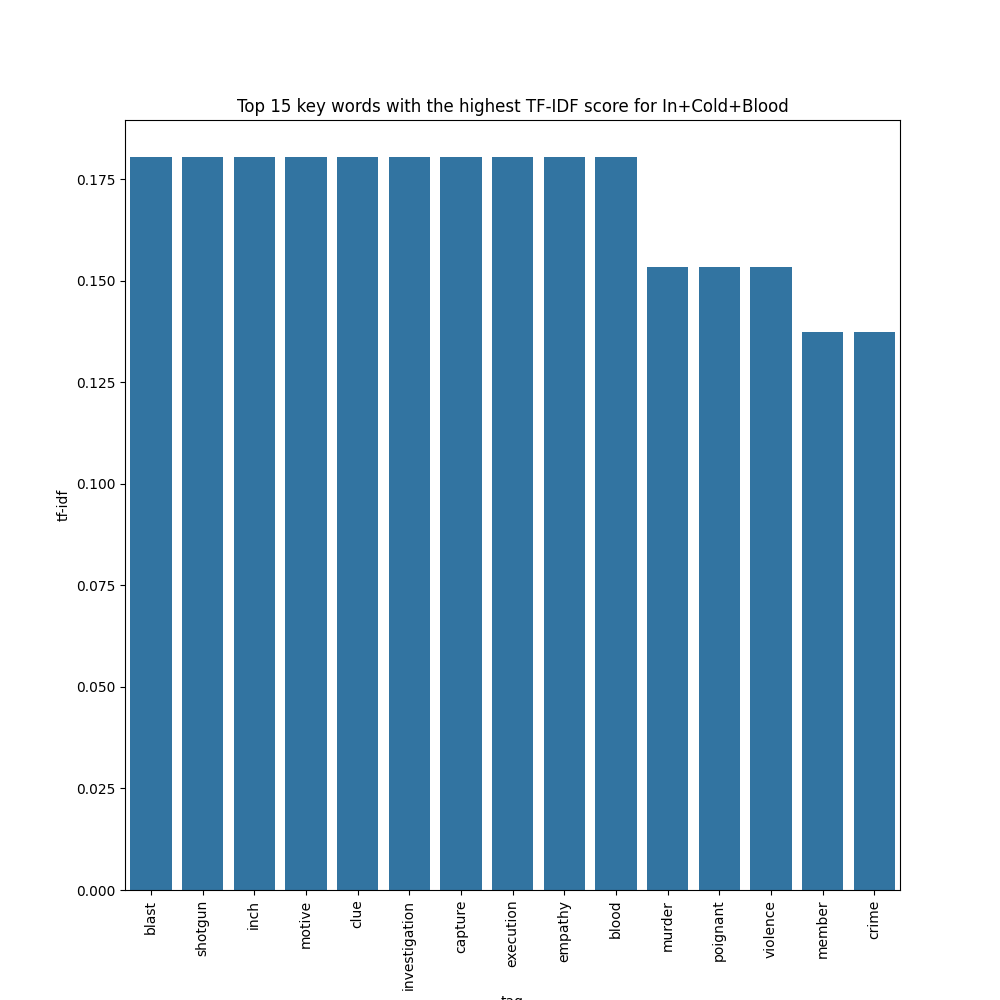 Top 15 key words with the highest TF-IDF score for In+Cold+Blood
0.175
0.150
0.125
0.100
0.075
0.050
0.025
0.000
tf-idf
blast
shotgun
inch
motive
clue
investigation
capture
execution
empathy
blood
murder
poignant
violence
member
crime
tag